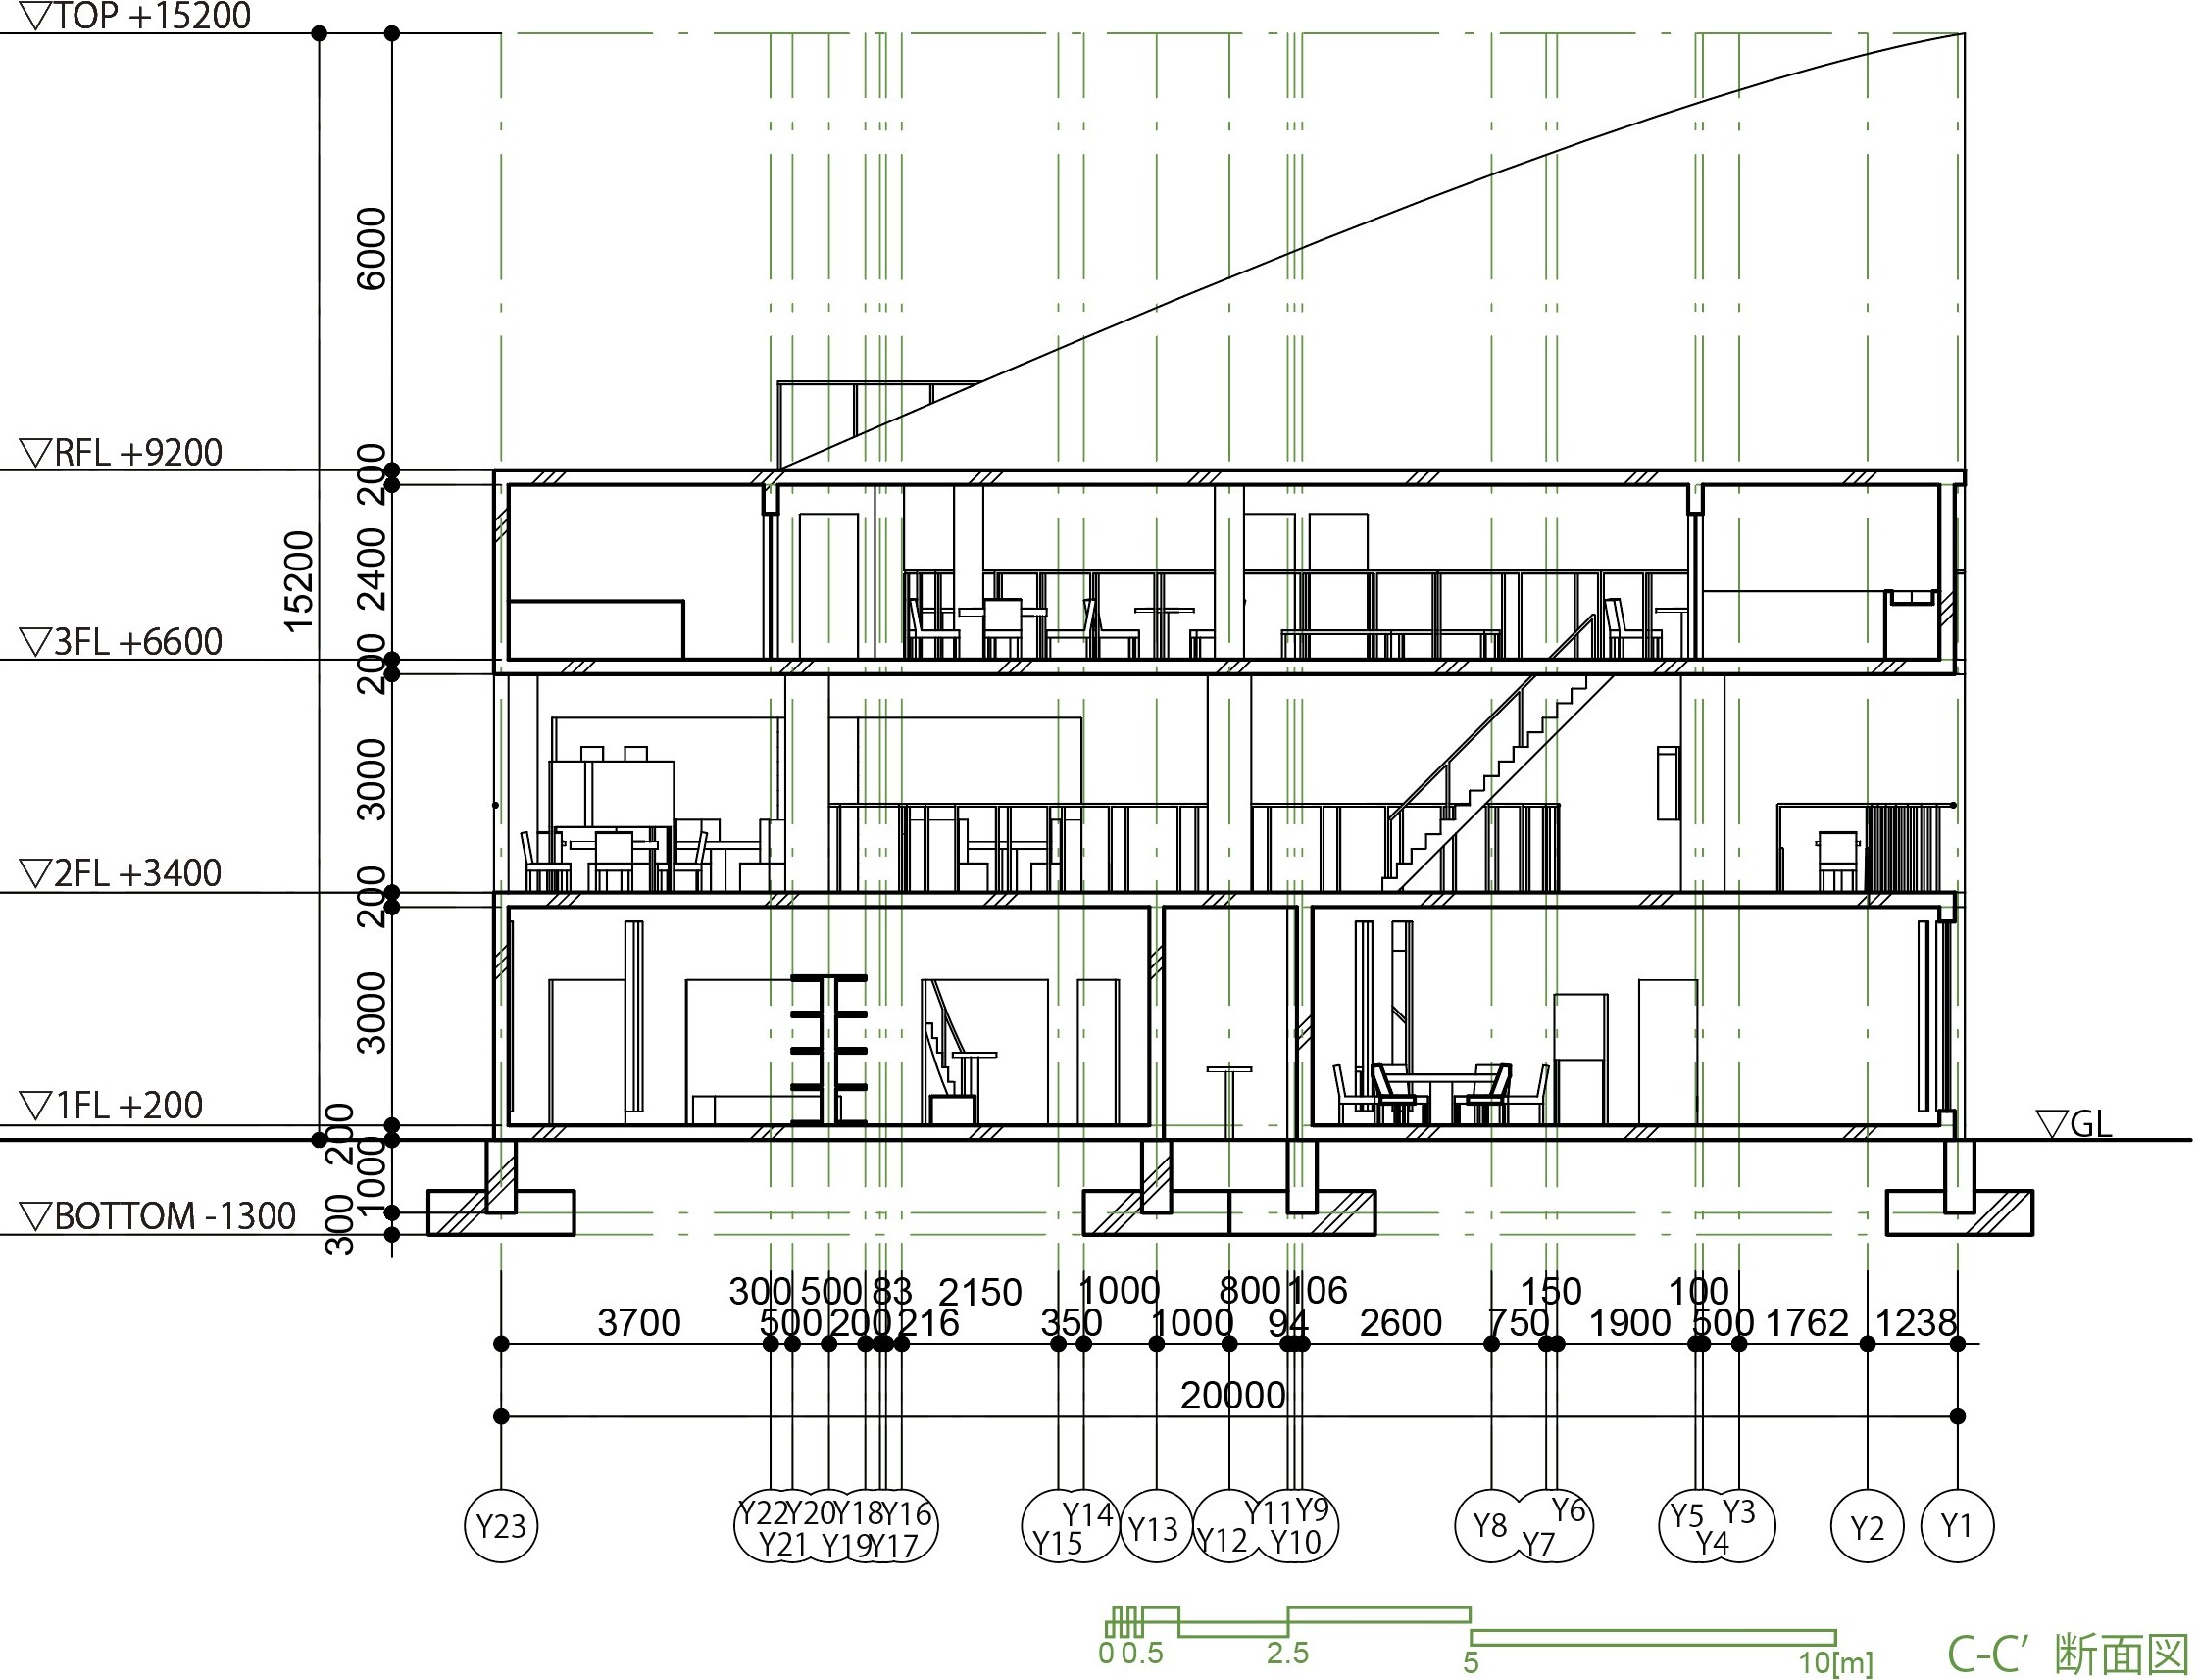 ▽TOP +15200
6000
▽RFL +9200
200
2400
15200
▽3FL +6600
200
3000
▽2FL +3400
200
3000
▽1FL +200
200
▽GL
1000
▽BOTTOM -1300
300
300 500 83 2150 1000 800 106 150 100
3700 500 200 216 350 1000 94 2600 750 1900 500 1762 1238
20000
Y23 Y22 Y21 Y20 Y19 Y18 Y17 Y16 Y15 Y14 Y13 Y12 Y11 Y10 Y9 Y8 Y7 Y6 Y5 Y4 Y3 Y2 Y1
0 0.5 2.5 5 10[m]
C-C′ 断面図